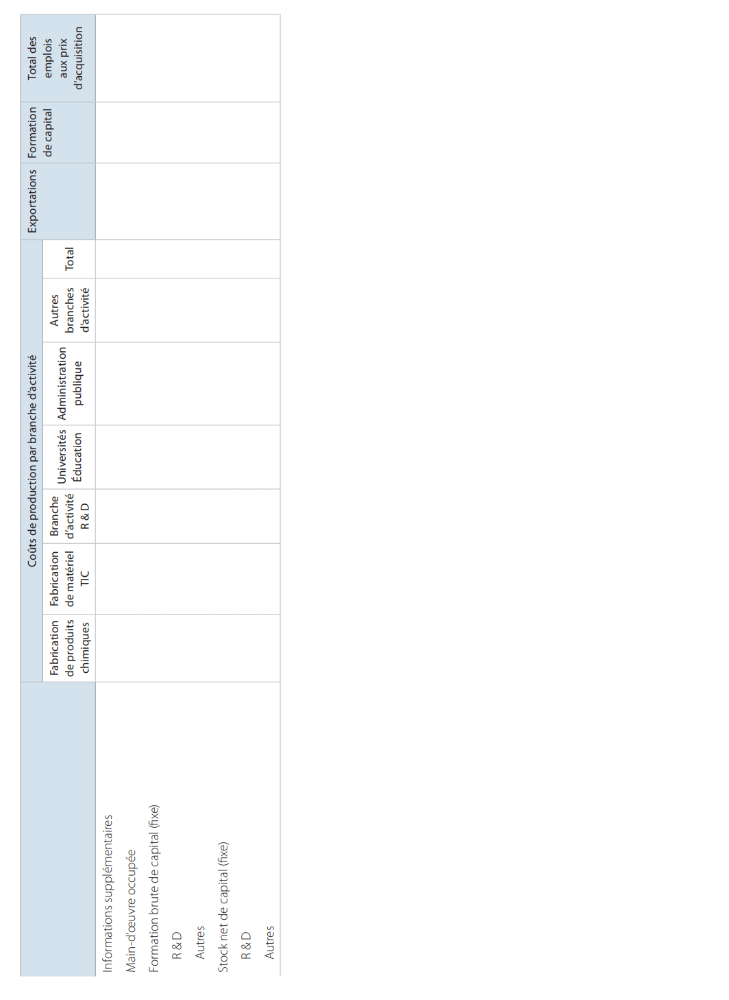 Coûts de production par branche d’activité
Exportations
Formation
de capital
Total des
emplois
aux prix
d’acquisition
Fabrication
de produits
chimiques
Fabrication
de matériel
TIC
Branche
d’activité
R & D
Universités
Éducation
Administration
publique
Autres
branches
d’activité
Total
Informations supplémentaires
Main-d’œuvre occupée
Formation brute de capital (fixe)
R & D
Autres
Stock net de capital (fixe)
R & D
Autres